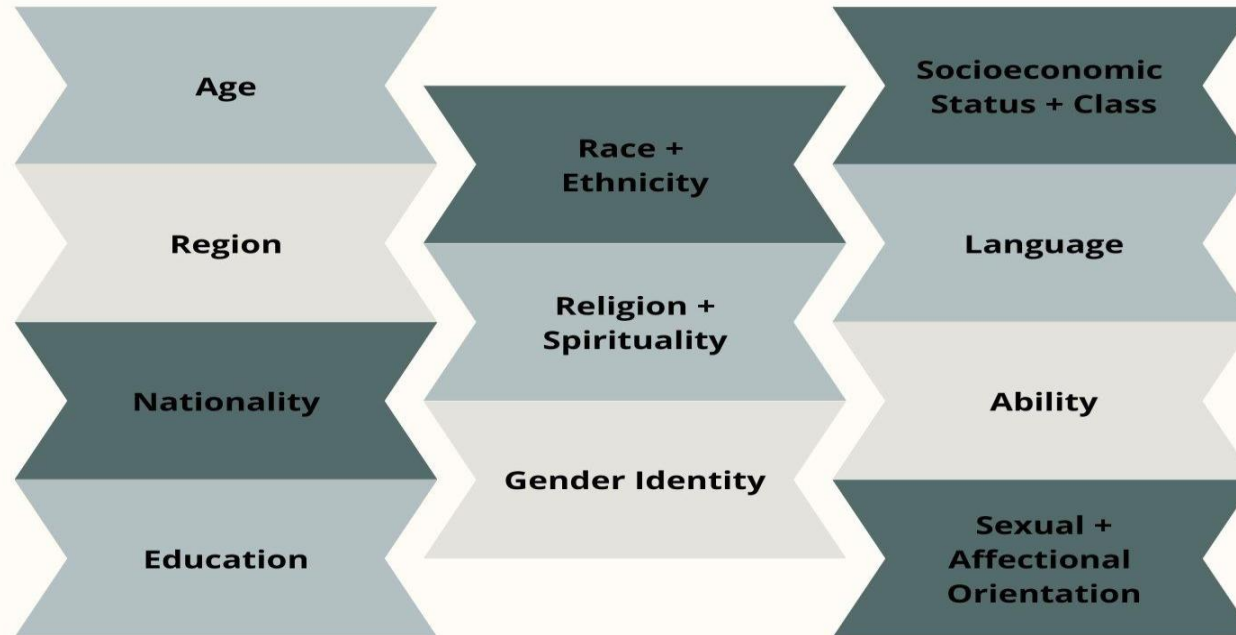 Age
Region
Nationality
Education
Race +
Ethnicity
Religion +
Spirituality
Gender Identity
Socioeconomic
Status + Class
Language
Ability
Sexual +
Affectional
Orientation